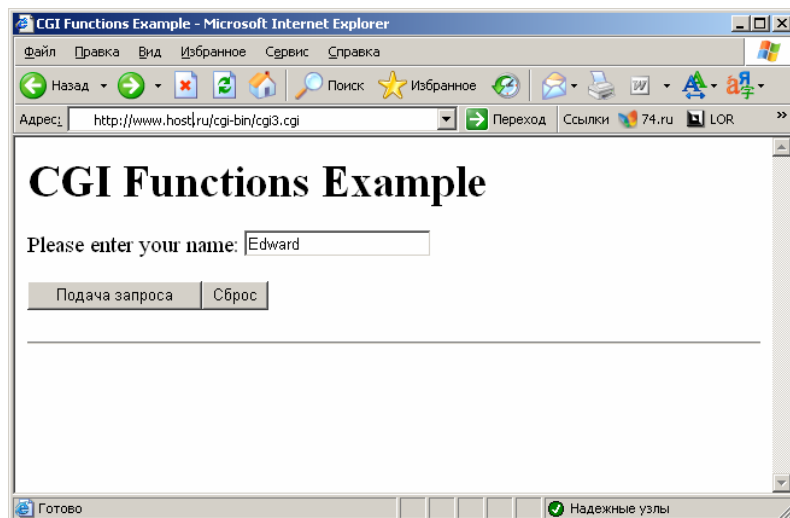 CGI Functions Example - Microsoft Internet Explorer
Файл Правка Вид Избранное Сервис Справка
Назад Поиск Избранное
Адрес: http://www.host.ru/cgi-bin/cgi3.cgi Переход Ссылки 74.ru LOR »
CGI Functions Example
Please enter your name: Edward
Подача запроса Сброс
Готово Надежные узлы